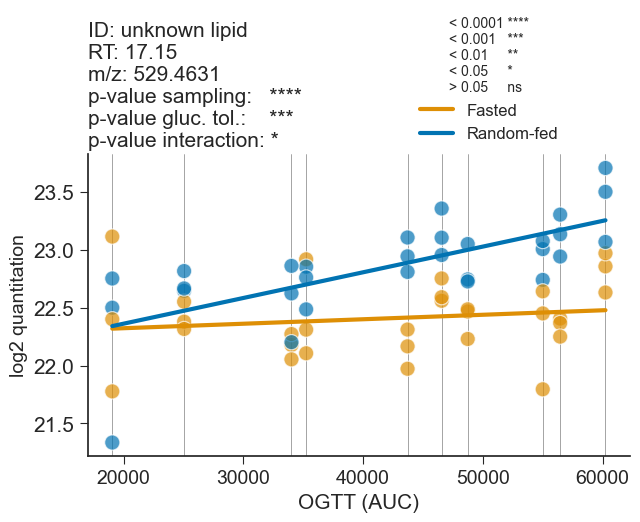 ID: unknown lipid
RT: 17.15
m/z: 529.4631
p-value sampling: ****
p-value gluc. tol.: ***
p-value interaction: *
< 0.0001 ****
< 0.001 ***
< 0.01 **
< 0.05 *
> 0.05 ns
Fasted
Random-fed
23.5
23.0
22.5
22.0
21.5
log2 quantitation
20000 30000 40000 50000 60000
OGTT (AUC)